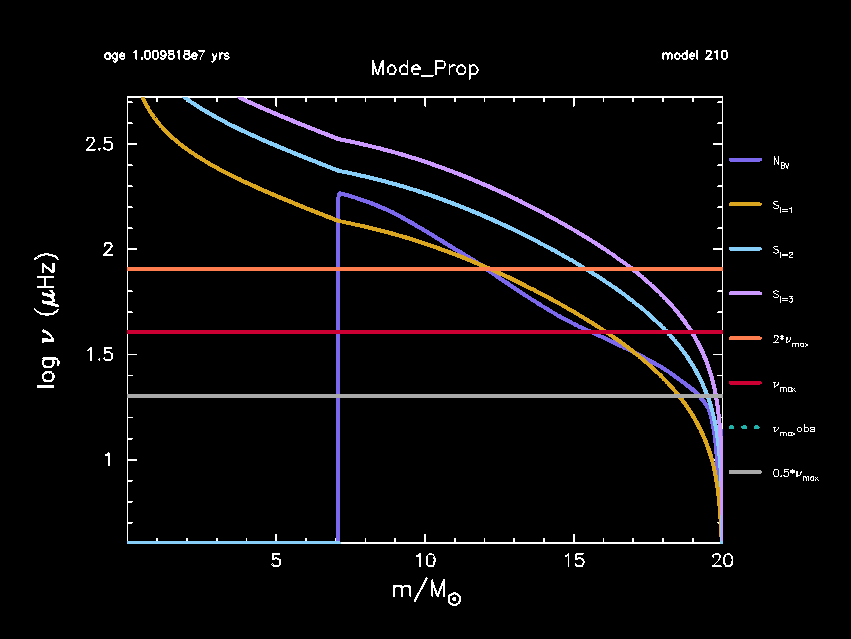 age 1.009818e7 yrs
model 210
Mode_Prop
log ν (μHz)
2.5
2
1.5
1
5
10
15
20
m/M☉
N_BV
S_l=1
S_l=2
S_l=3
2*ν_max
ν_max
ν_max obs
0.5*ν_max